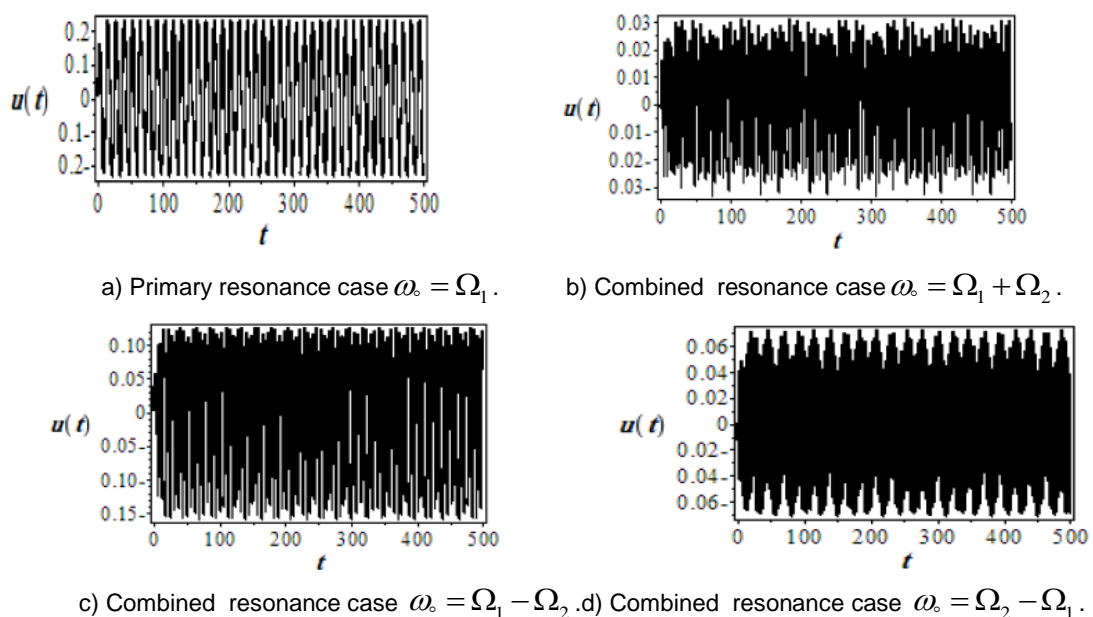 0.2
0.1
u(t) 0
0.1-
0.2-
0 100 200 300 400 500
t
0.03
0.02
0.01
u(t) 0
0.01-
0.02-
0.03-
0 100 200 300 400 500
t
a) Primary resonance case ω∘ = Ω₁ .
b) Combined resonance case ω∘ = Ω₁ + Ω₂ .
0.10
0.05
0
u(t)
0.05-
0.10-
0.15-
0 100 200 300 400 500
t
0.06
0.04
0.02
u(t) 0
0.02-
0.04-
0.06-
0 100 200 300 400 500
t
c) Combined resonance case ω∘ = Ω₁ − Ω₂ .d) Combined resonance case ω∘ = Ω₂ − Ω₁ .